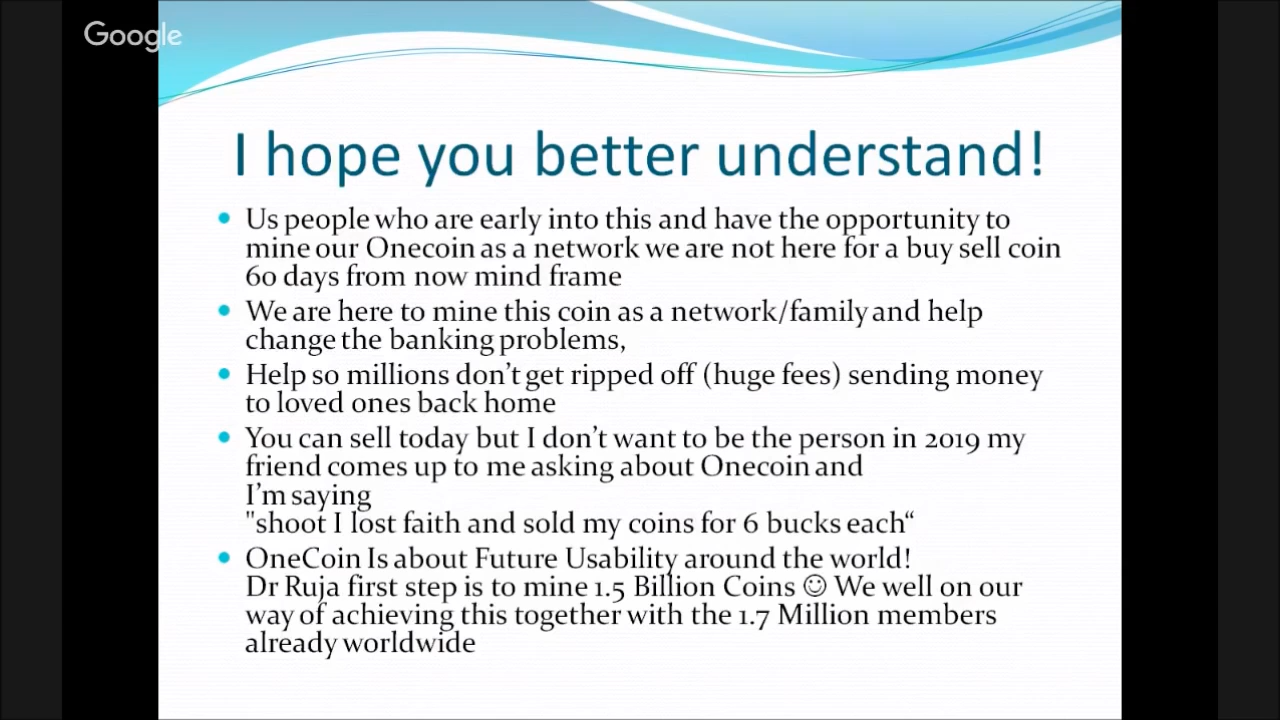 Google
I hope you better understand!
Us people who are early into this and have the opportunity to
mine our Onecoin as a network we are not here for a buy sell coin
60 days from now mind frame
We are here to mine this coin as a network/family and help
change the banking problems,
Help so millions don't get ripped off (huge fees) sending money
to loved ones back home
You can sell today but I don't want to be the person in 2019 my
friend comes up to me asking about Onecoin and
I'm saying
"shoot I lost faith and sold my coins for 6 bucks each“
OneCoin Is about Future Usability around the world!
Dr Ruja first step is to mine 1.5 Billion Coins ☺ We well on our
way of achieving this together with the 1.7 Million members
already worldwide